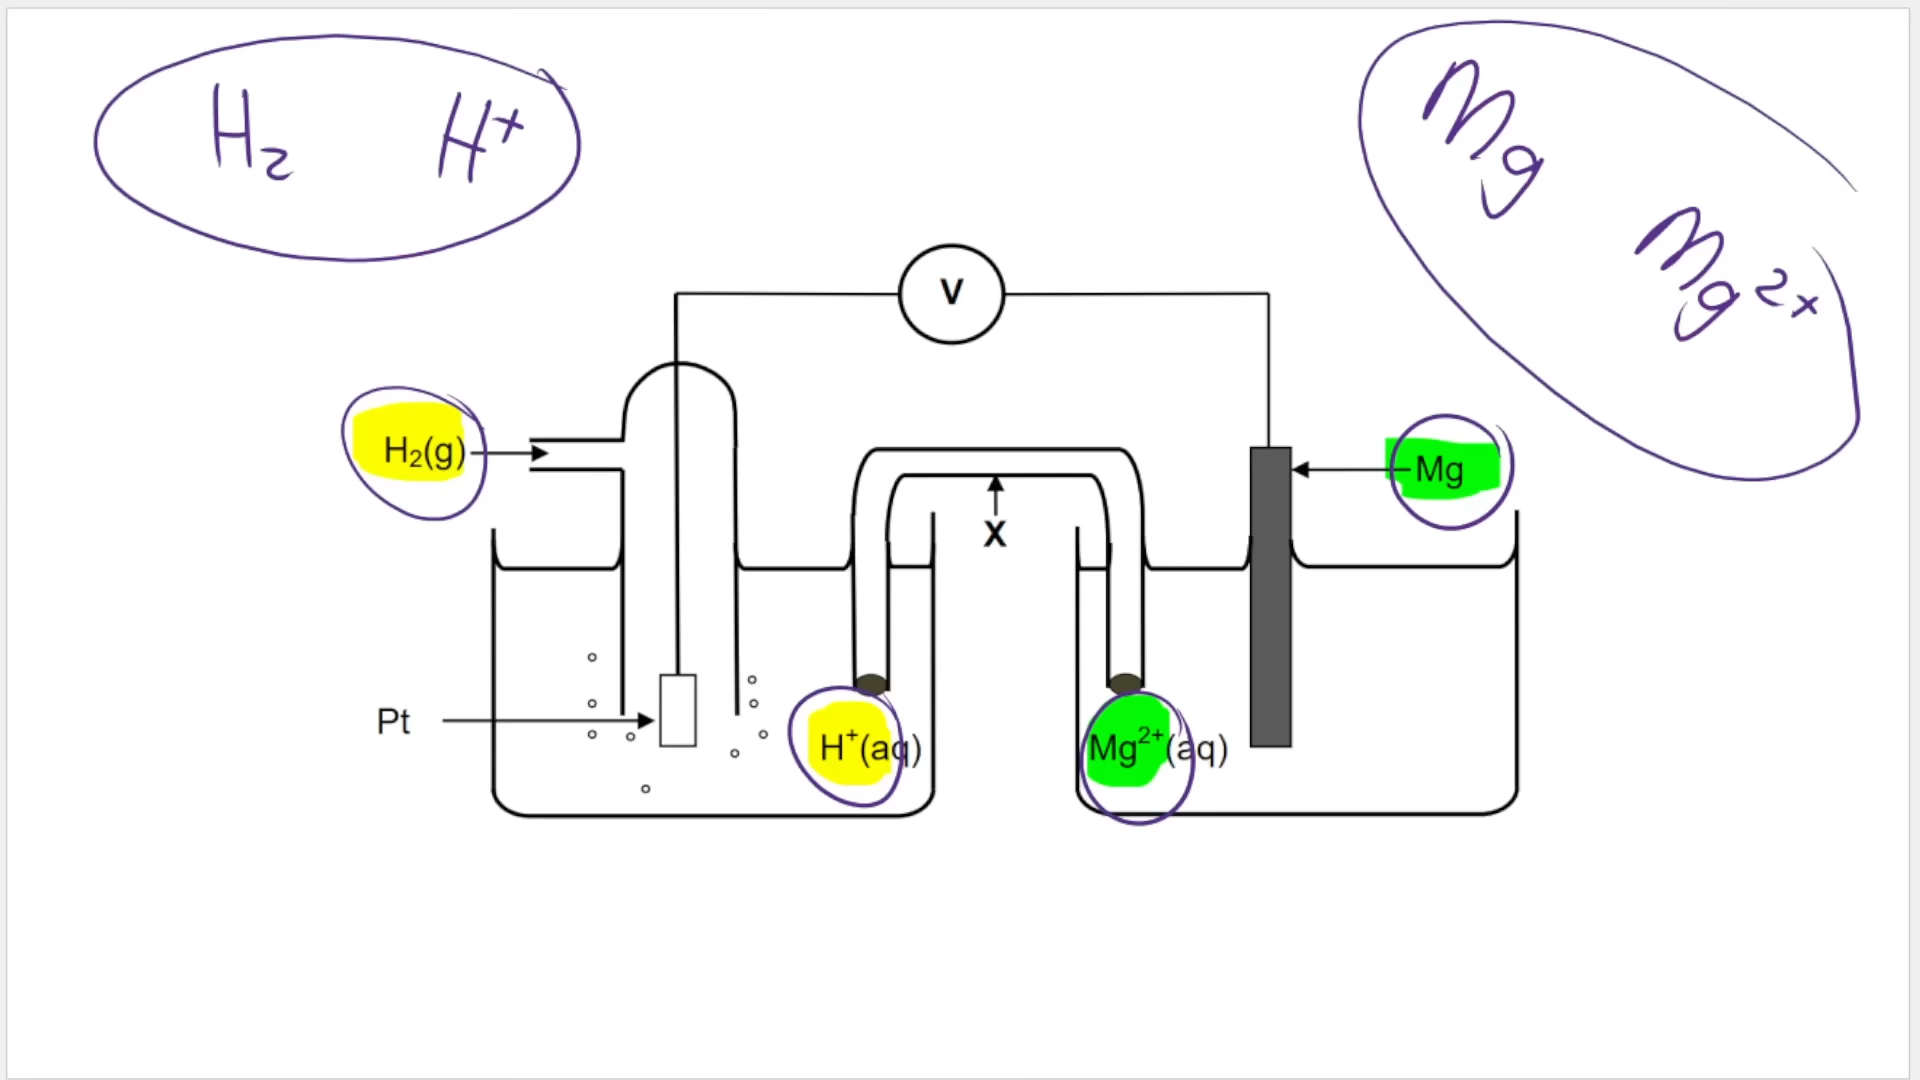 H₂ H⁺
Mg
Mg²⁺
V
H₂(g)
Mg
X
Pt
H⁺(aq)
Mg²⁺(aq)